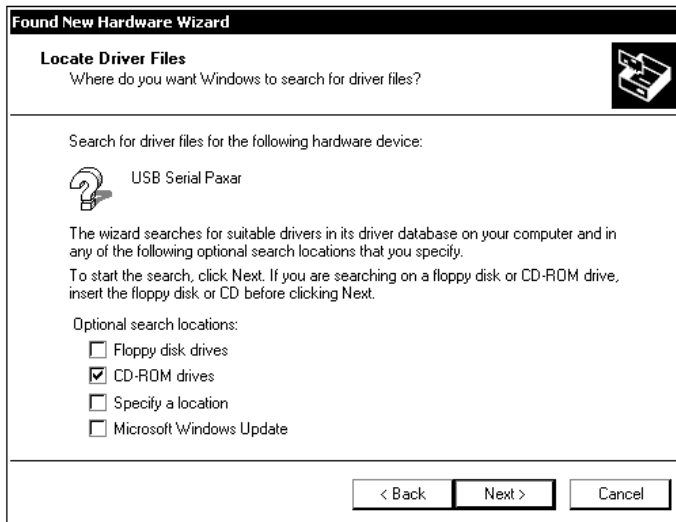 Found New Hardware Wizard
Locate Driver Files
Where do you want Windows to search for driver files?
Search for driver files for the following hardware device:
USB Serial Paxar
The wizard searches for suitable drivers in its driver database on your computer and in
any of the following optional search locations that you specify.
To start the search, click Next. If you are searching on a floppy disk or CD-ROM drive,
insert the floppy disk or CD before clicking Next.
Optional search locations:
Floppy disk drives
CD-ROM drives
Specify a location
Microsoft Windows Update
< Back Next > Cancel